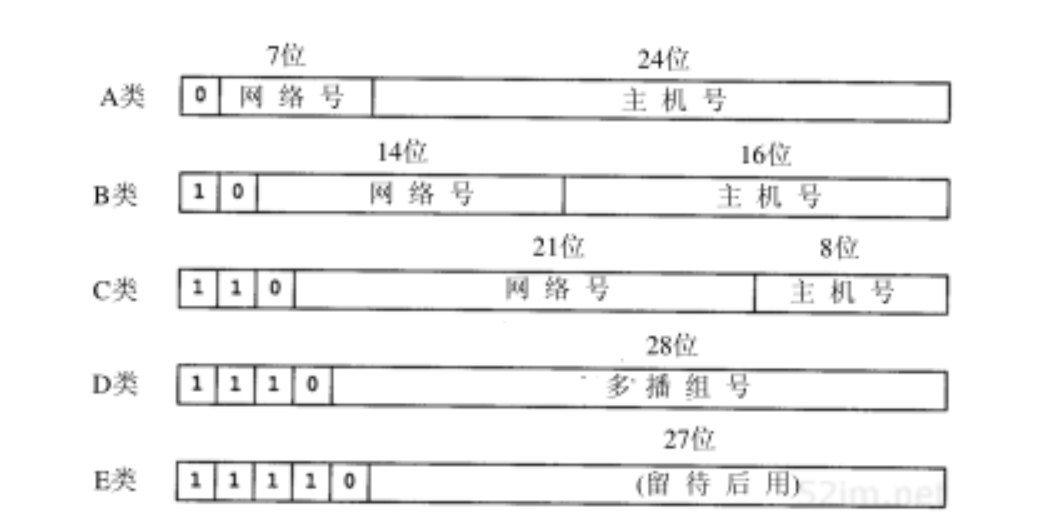 7位 24位
A类 0 网络号 主机号
14位 16位
B类 1 0 网络号 主机号
21位 8位
C类 1 1 0 网络号 主机号
28位
D类 1 1 1 0 多播组号
27位
E类 1 1 1 1 0 (留待后用)
52im.net